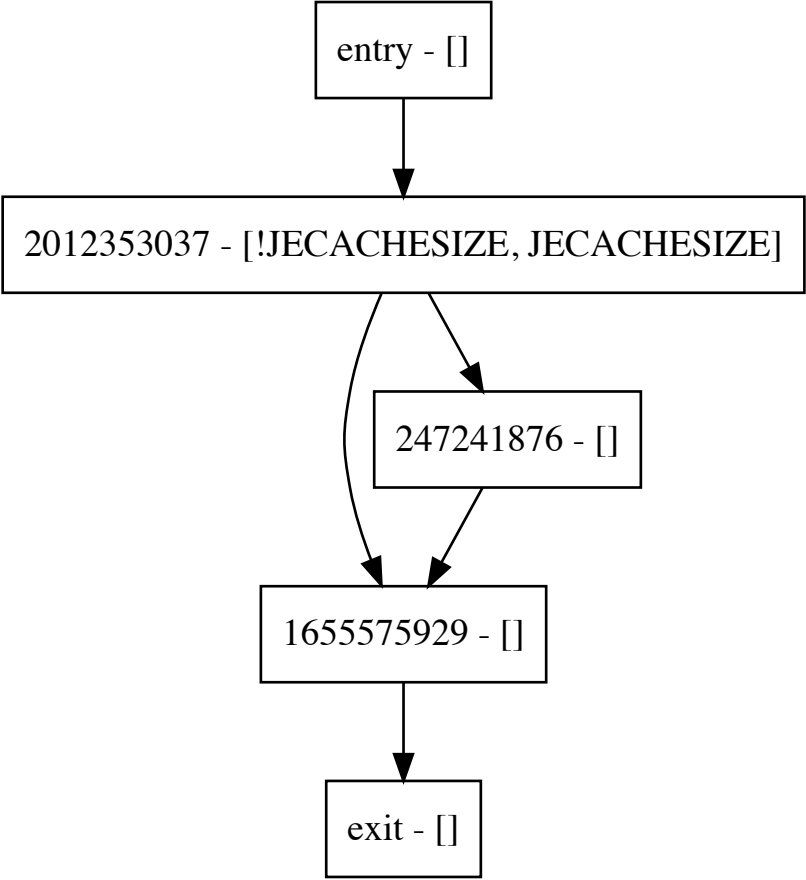 entry - []
2012353037 - [!JECACHESIZE, JECACHESIZE]
247241876 - []
1655575929 - []
exit - []